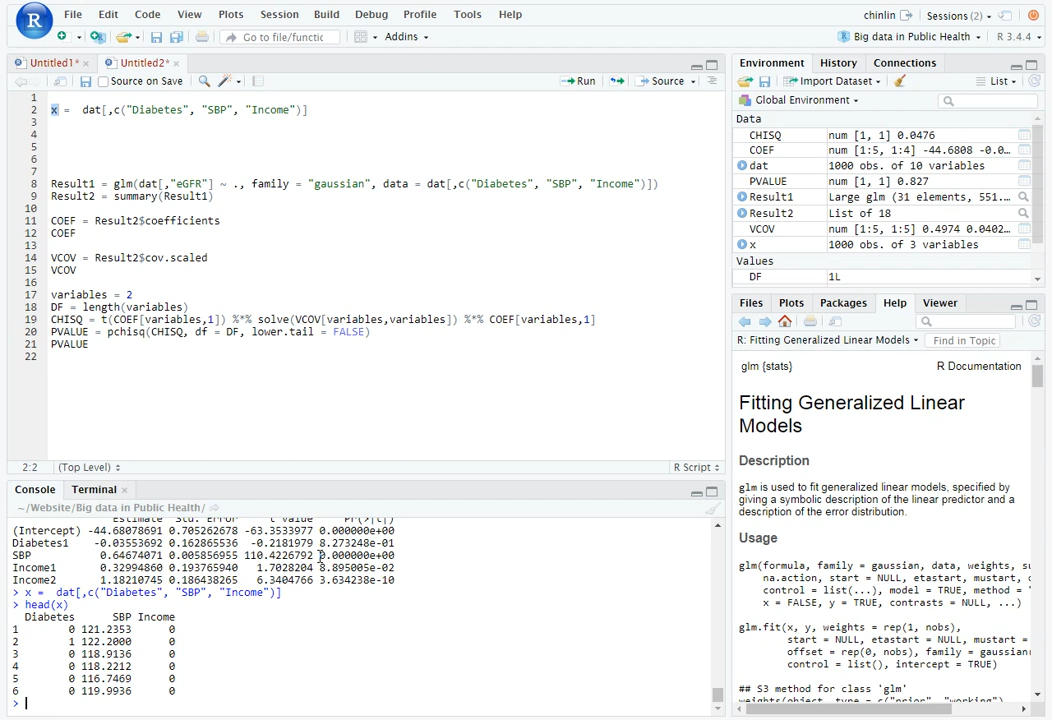 File Edit Code View Plots Session Build Debug Profile Tools Help chinlin Sessions (2)
Go to file/functic Addins Big data in Public Health R 3.4.4
Untitled1* Untitled2*
Source on Save Run Source
1
2 x =  dat[,c("Diabetes", "SBP", "Income")]
3
4
5
6
7
8 Result1 = glm(dat[,"eGFR"] ~ ., family = "gaussian", data = dat[,c("Diabetes", "SBP", "Income")])
9 Result2 = summary(Result1)
10
11 COEF = Result2$coefficients
12 COEF
13
14 VCOV = Result2$cov.scaled
15 VCOV
16
17 variables = 2
18 DF = length(variables)
19 CHISQ = t(COEF[variables,1]) %*% solve(VCOV[variables,variables]) %*% COEF[variables,1]
20 PVALUE = pchisq(CHISQ, df = DF, lower.tail = FALSE)
21 PVALUE
22
2:2 (Top Level) R Script
Console Terminal
~/Website/Big data in Public Health/
Estimate Std. Error t value Pr(>|t|)
(Intercept) -44.68078691 0.705262678 -63.3533977 0.000000e+00
Diabetes1 -0.03553692 0.162865536 -0.2181979 8.273248e-01
SBP 0.64674071 0.005856955 110.4226792 0.000000e+00
Income1 0.32994860 0.193765940 1.7028204 8.895005e-02
Income2 1.18210745 0.186438265 6.3404766 3.634238e-10
> x =  dat[,c("Diabetes", "SBP", "Income")]
> head(x)
Diabetes SBP Income
1 0 121.2353 0
2 1 122.2000 0
3 0 118.9136 0
4 0 118.2212 0
5 0 116.7469 0
6 0 119.9936 0
>
Environment History Connections
Import Dataset List
Global Environment
Data
CHISQ num [1, 1] 0.0476
COEF num [1:5, 1:4] -44.6808 -0.0…
dat 1000 obs. of 10 variables
PVALUE num [1, 1] 0.827
Result1 Large glm (31 elements, 551.…
Result2 List of 18
VCOV num [1:5, 1:5] 0.4974 0.0402…
x 1000 obs. of 3 variables
Values
DF 1L
Files Plots Packages Help Viewer
R: Fitting Generalized Linear Models Find in Topic
glm {stats} R Documentation
Fitting Generalized Linear
Models
Description
glm is used to fit generalized linear models, specified by
giving a symbolic description of the linear predictor and a
description of the error distribution.
Usage
glm(formula, family = gaussian, data, weights, su
na.action, start = NULL, etastart, mustart,
control = list(...), model = TRUE, method = "
x = FALSE, y = TRUE, contrasts = NULL, ...)
glm.fit(x, y, weights = rep(1, nobs),
start = NULL, etastart = NULL, mustart =
offset = rep(0, nobs), family = gaussian(
control = list(), intercept = TRUE)
## S3 method for class 'glm'
weights(object, type = c("prior", "working")